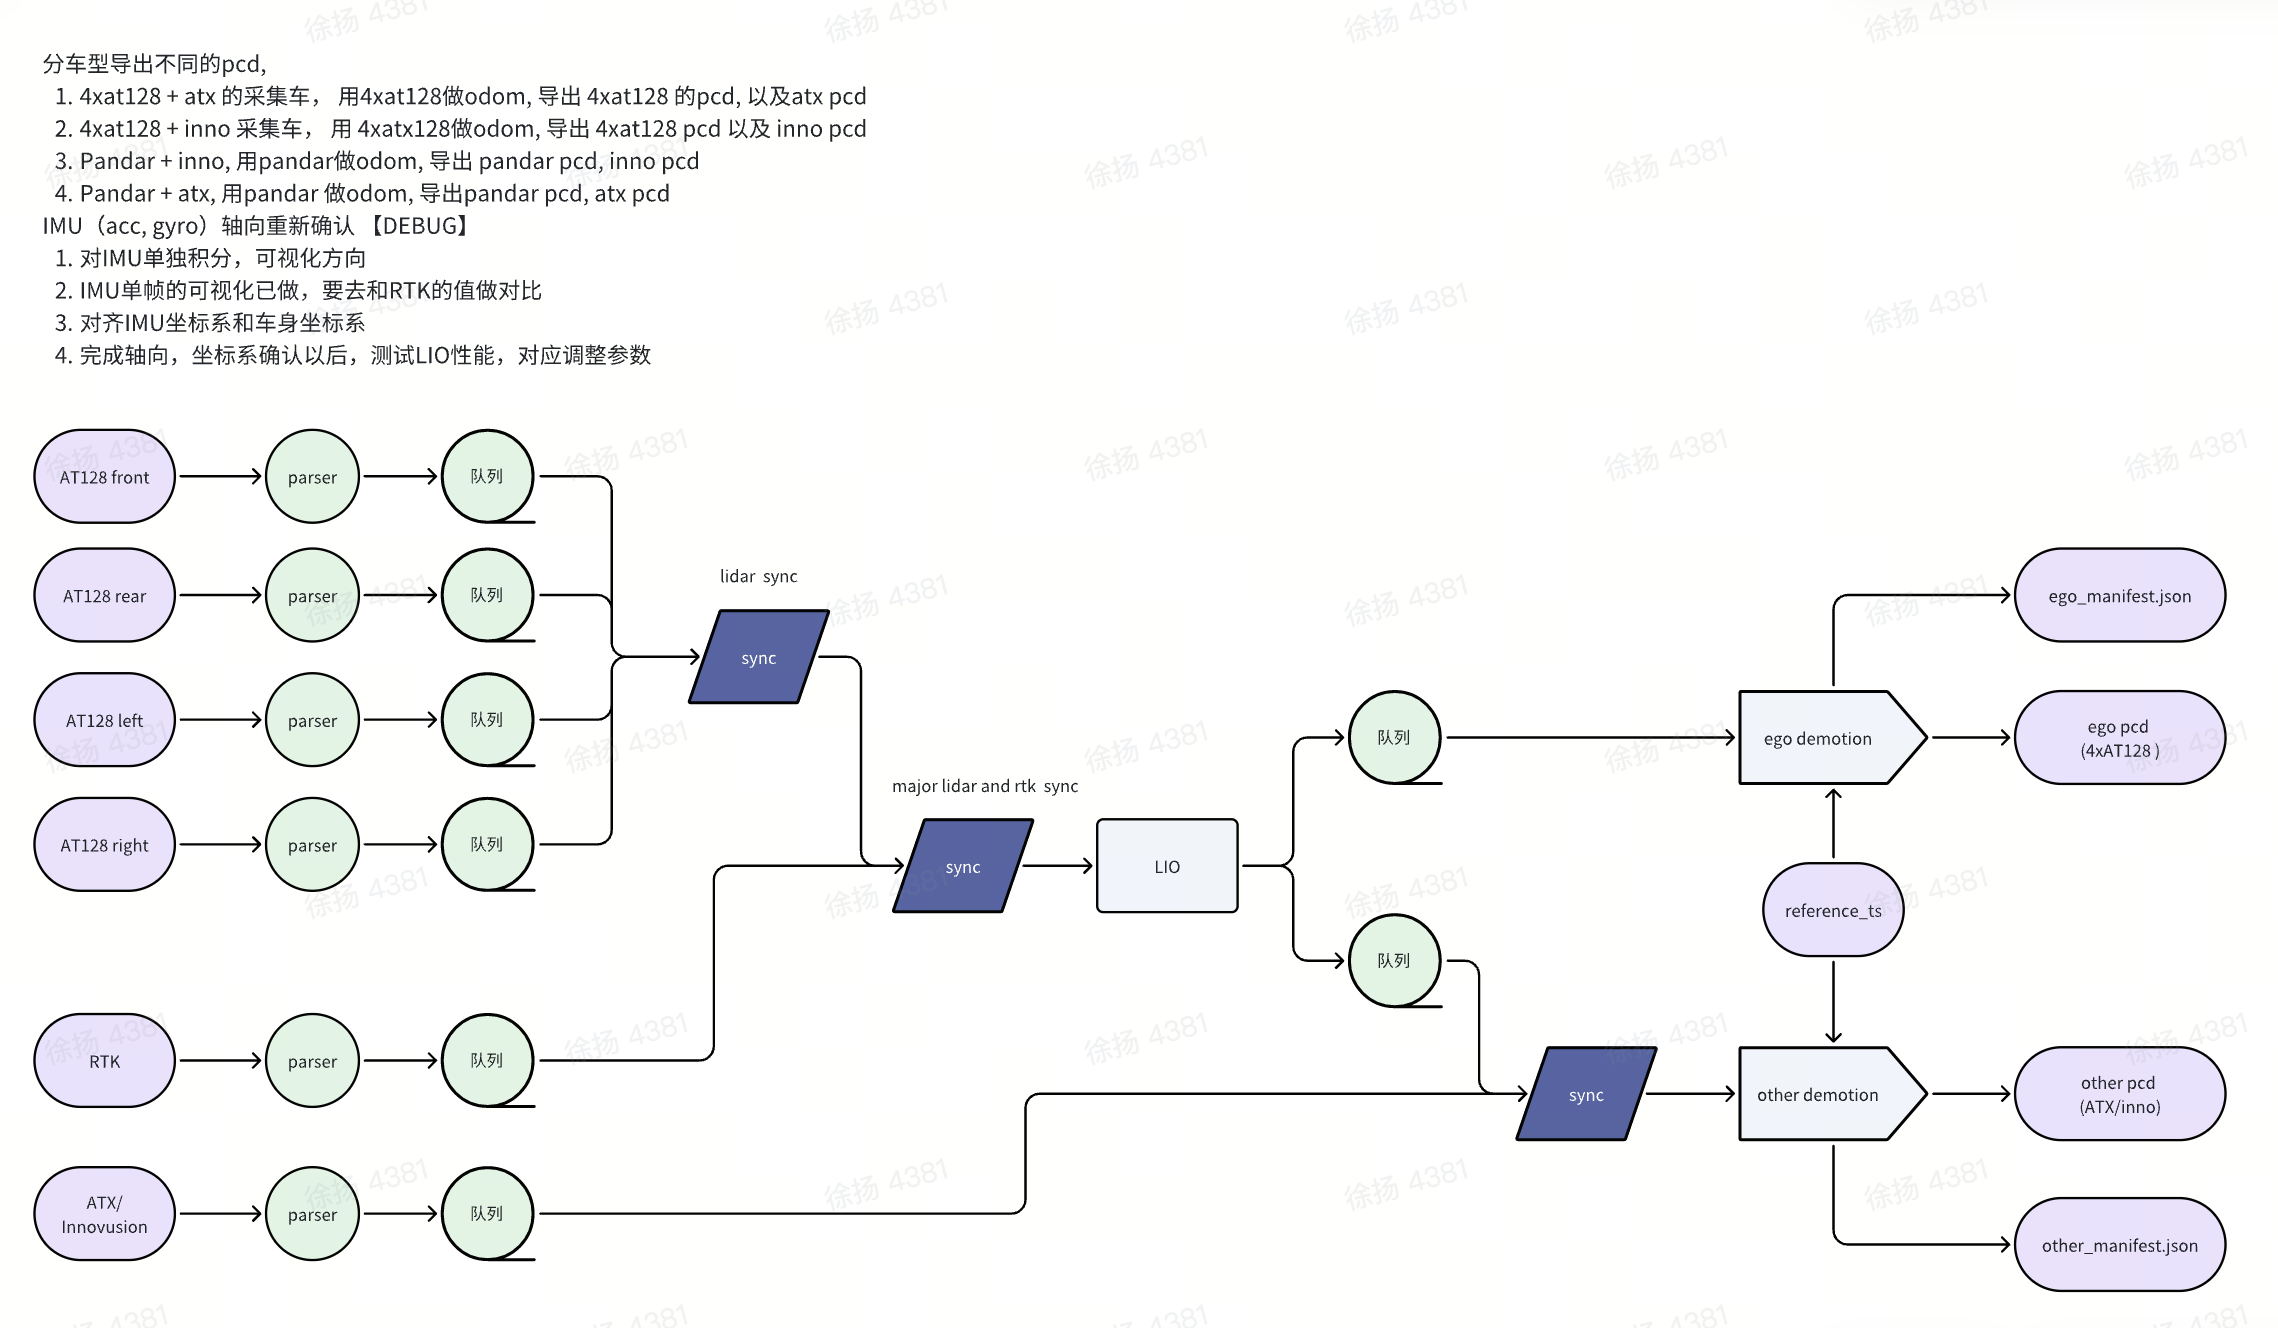 分车型导出不同的pcd,
1. 4xat128 + atx 的采集车， 用4xat128做odom, 导出 4xat128 的pcd, 以及atx pcd
2. 4xat128 + inno 采集车， 用 4xatx128做odom, 导出 4xat128 pcd 以及 inno pcd
3. Pandar + inno, 用pandar做odom, 导出 pandar pcd, inno pcd
4. Pandar + atx, 用pandar 做odom, 导出pandar pcd, atx pcd
IMU（acc, gyro）轴向重新确认 【DEBUG】
1. 对IMU单独积分，可视化方向
2. IMU单帧的可视化已做，要去和RTK的值做对比
3. 对齐IMU坐标系和车身坐标系
4. 完成轴向，坐标系确认以后，测试LIO性能，对应调整参数
AT128 front
parser
队列
AT128 rear
parser
队列
AT128 left
parser
队列
AT128 right
parser
队列
RTK
parser
队列
ATX/
Innovusion
parser
队列
lidar sync
sync
major lidar and rtk sync
sync
LIO
队列
队列
sync
ego demotion
reference_ts
other demotion
ego_manifest.json
ego pcd
(4xAT128 )
other pcd
(ATX/inno)
other_manifest.json
徐扬 4381